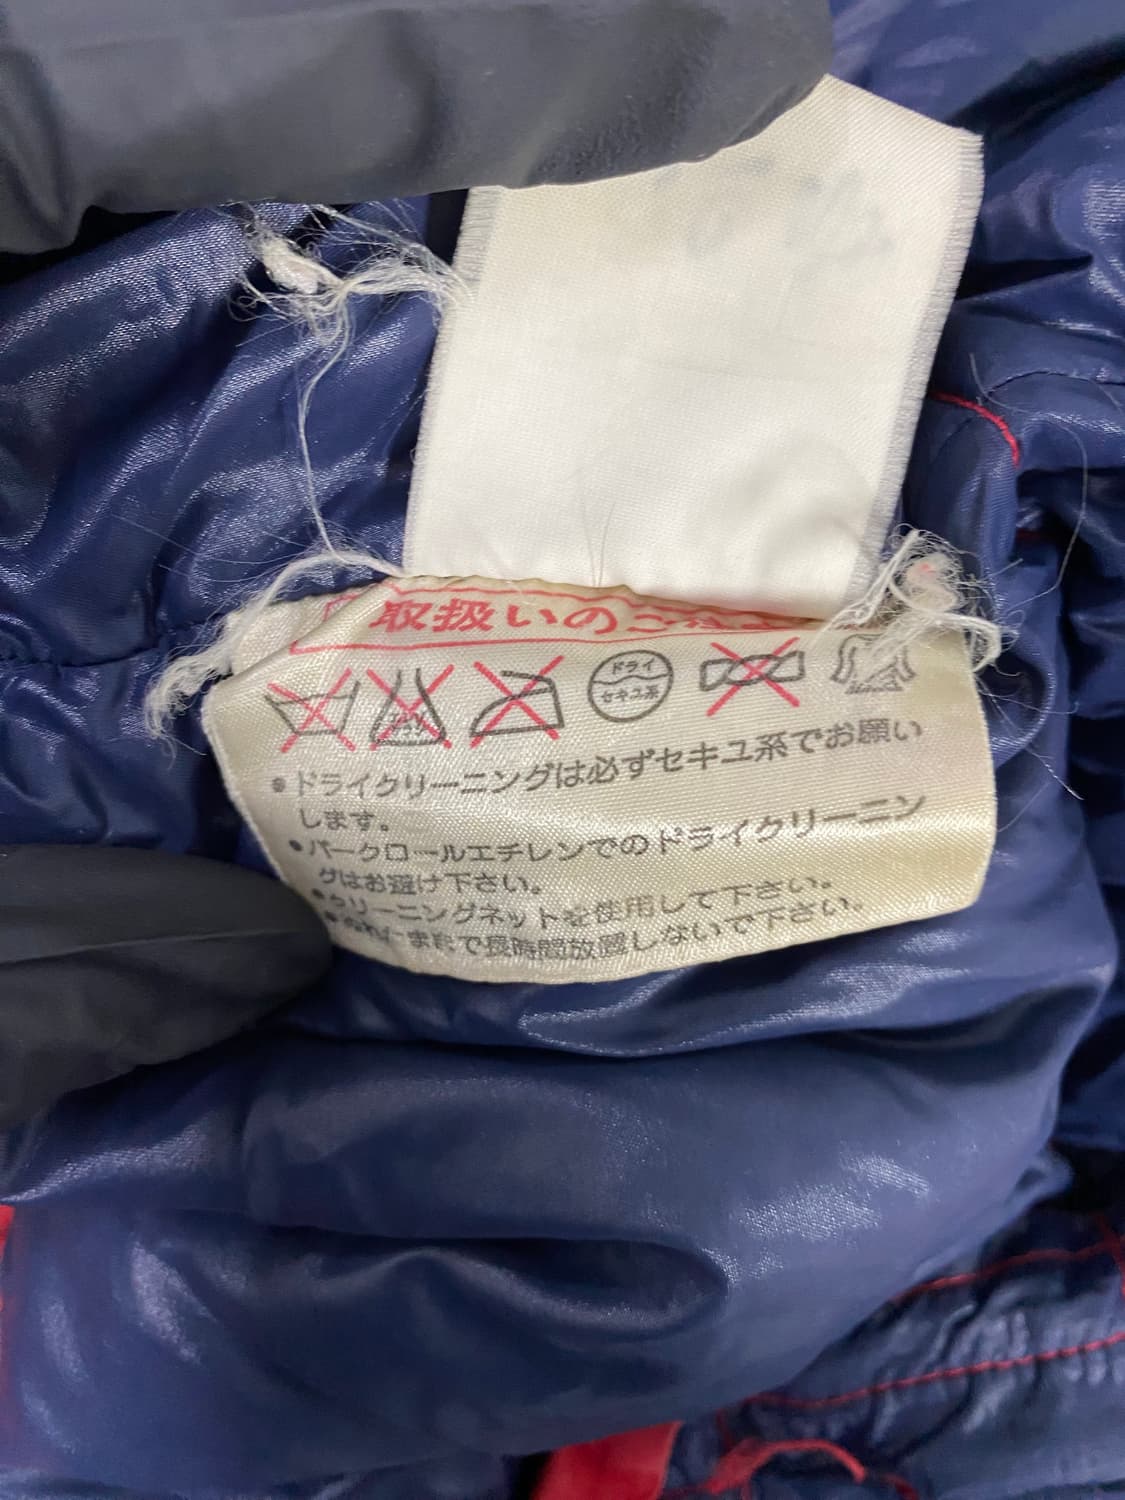 取扱いのご注意
ドライ
セキユ系
●ドライクリーニングは必ずセキユ系でお願い
します。
●パークロールエチレンでのドライクリーニン
グはお避け下さい。
●クリーニングネットを使用して下さい。
●ぬれたままで長時間放置しないで下さい。